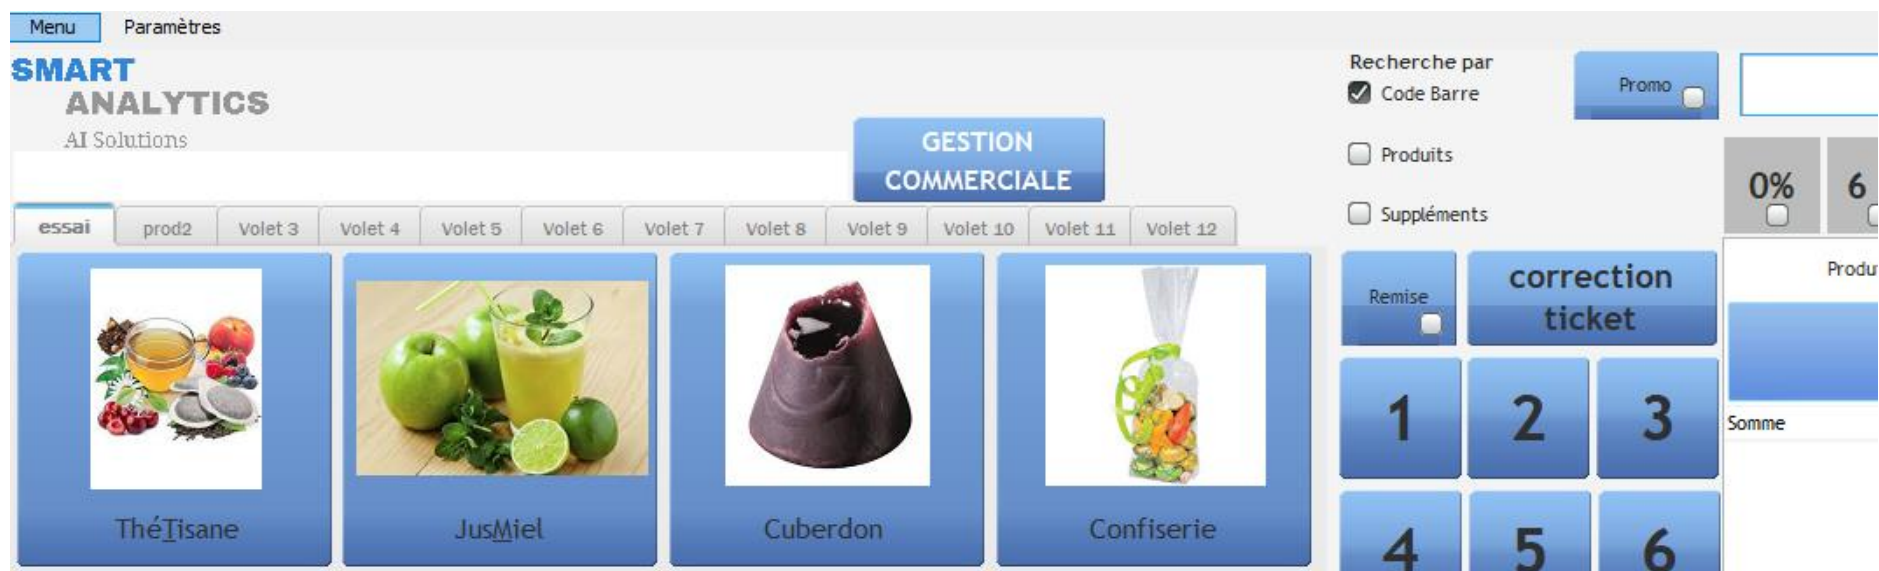 Menu Paramètres
SMART
ANALYTICS
AI Solutions
GESTION
COMMERCIALE
Recherche par
Code Barre
Promo
Produits
Suppléments
0% 6
essai prod2 Volet 3 Volet 4 Volet 5 Volet 6 Volet 7 Volet 8 Volet 9 Volet 10 Volet 11 Volet 12
ThéTisane JusMiel Cuberdon Confiserie
Remise
correction
ticket
1 2 3
4 5 6
Produ
Somme